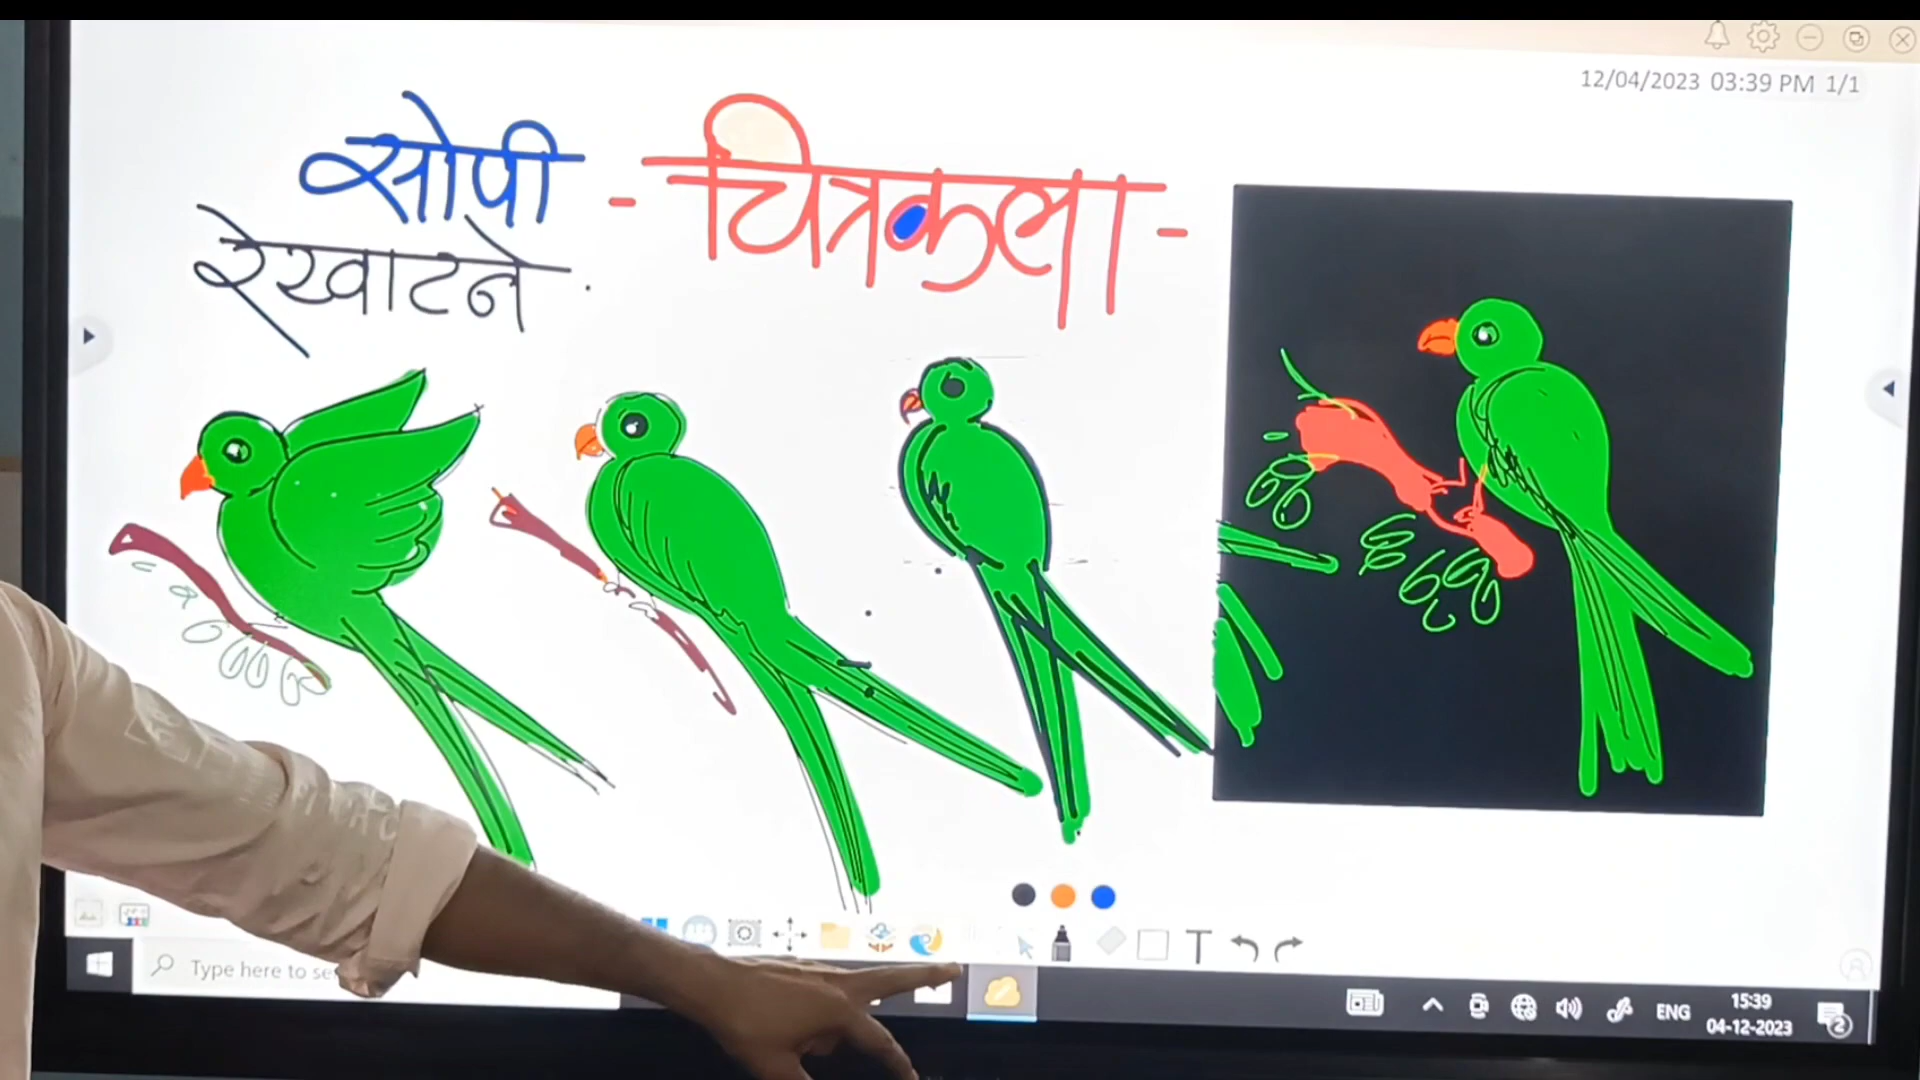 12/04/2023 03:39 PM 1/1
सोपी - चित्रकला -
रेखाटने .
T
Type here to se
ENG
15:39
04-12-2023
2